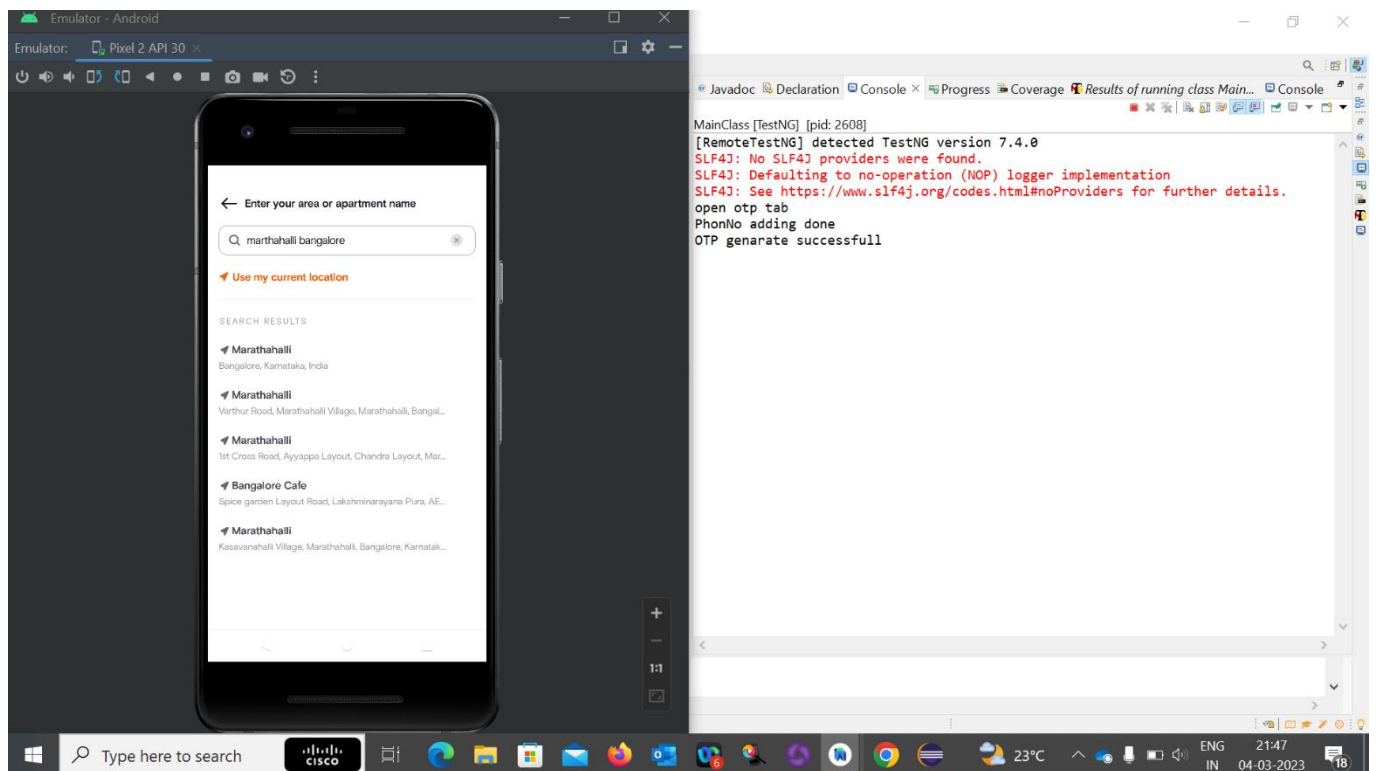 Emulator - Android
Emulator: Pixel 2 API 30
Enter your area or apartment name
marthahalli bangalore
Use my current location
SEARCH RESULTS
Marathahalli
Bangalore, Karnataka, India
Marathahalli
Varthur Road, Marathahalli Village, Marathahalli, Bangal...
Marathahalli
1st Cross Road, Ayyappa Layout, Chandra Layout, Mar...
Bangalore Cafe
Spice garden Layout Road, Lakshminarayana Pura, AE...
Marathahalli
Kasavanahalli Village, Marathahalli, Bangalore, Karnatak...
1:1
Javadoc Declaration Console Progress Coverage Results of running class Main... Console
MainClass [TestNG] [pid: 2608]
[RemoteTestNG] detected TestNG version 7.4.0
SLF4J: No SLF4J providers were found.
SLF4J: Defaulting to no-operation (NOP) logger implementation
SLF4J: See https://www.slf4j.org/codes.html#noProviders for further details.
open otp tab
PhonNo adding done
OTP genarate successfull
Type here to search
CISCO
6
23°C
ENG
IN
21:47
04-03-2023
18